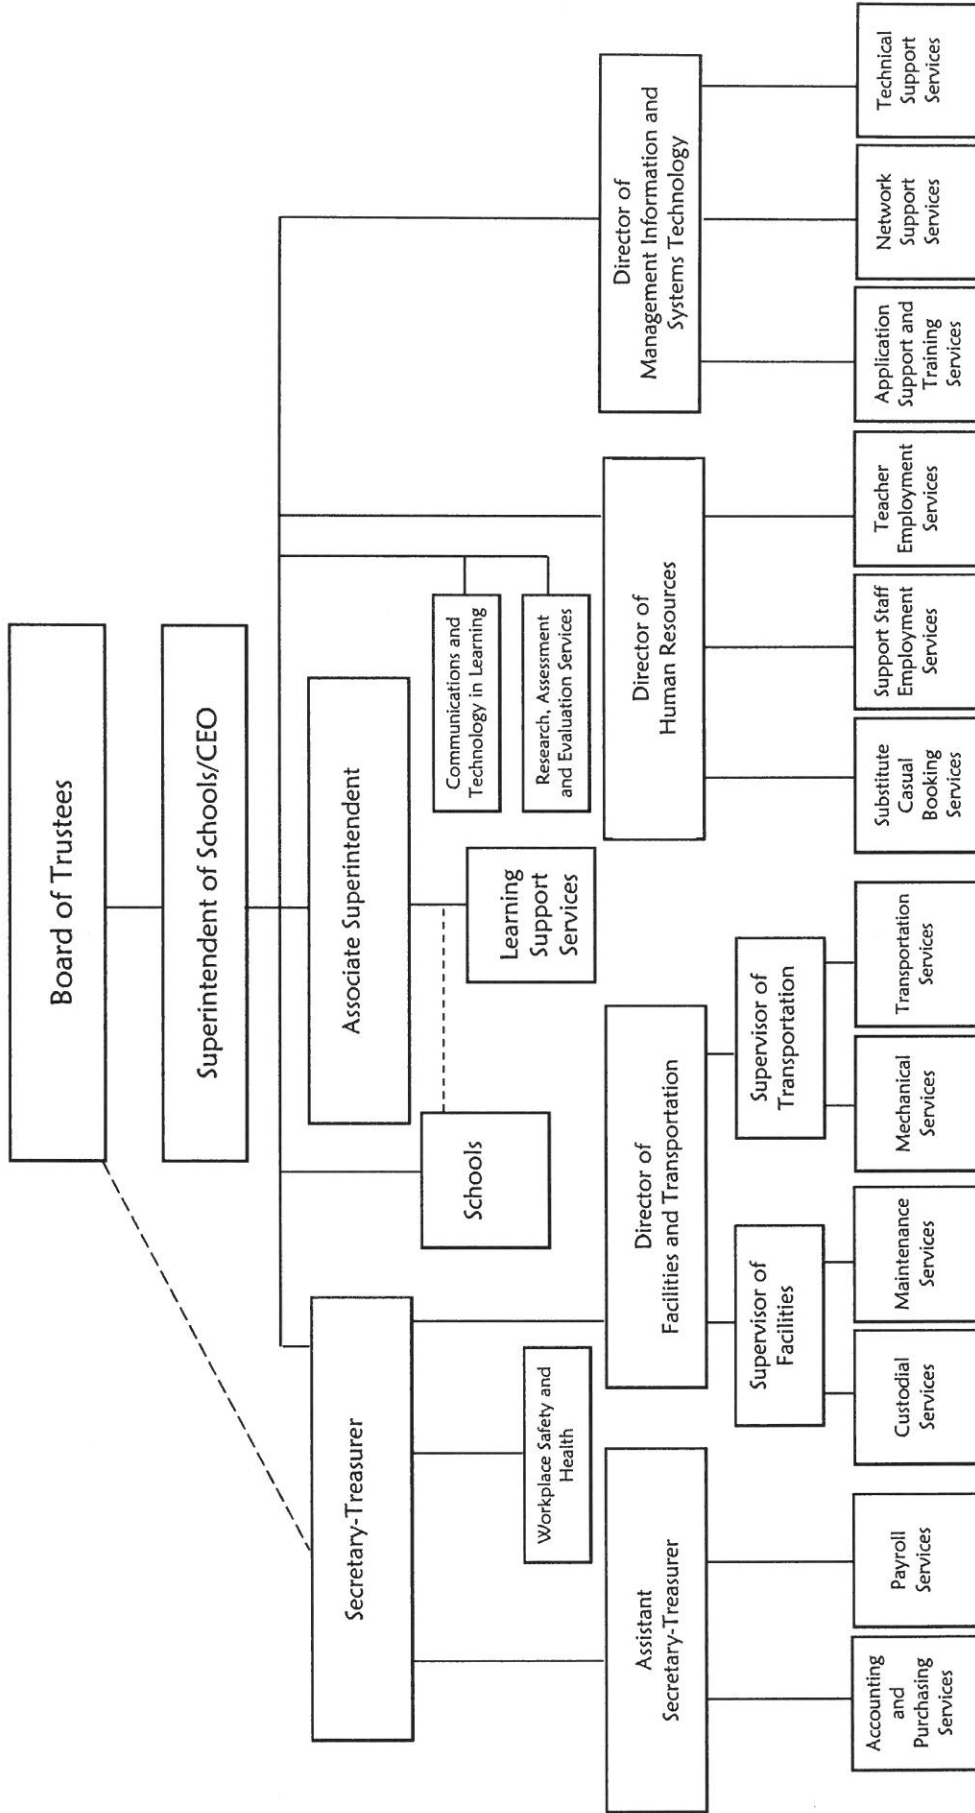 Board of Trustees
Superintendent of Schools/CEO
Secretary-Treasurer
Associate Superintendent
Schools
Learning
Support
Services
Communications and
Technology in Learning
Research, Assessment
and Evaluation Services
Workplace Safety and
Health
Assistant
Secretary-Treasurer
Director of
Facilities and Transportation
Director of
Human Resources
Director of
Management Information and
Systems Technology
Supervisor of
Facilities
Supervisor of
Transportation
Accounting
and
Purchasing
Services
Payroll
Services
Custodial
Services
Maintenance
Services
Mechanical
Services
Transportation
Services
Substitute
Casual
Booking
Services
Support Staff
Employment
Services
Teacher
Employment
Services
Application
Support and
Training
Services
Network
Support
Services
Technical
Support
Services